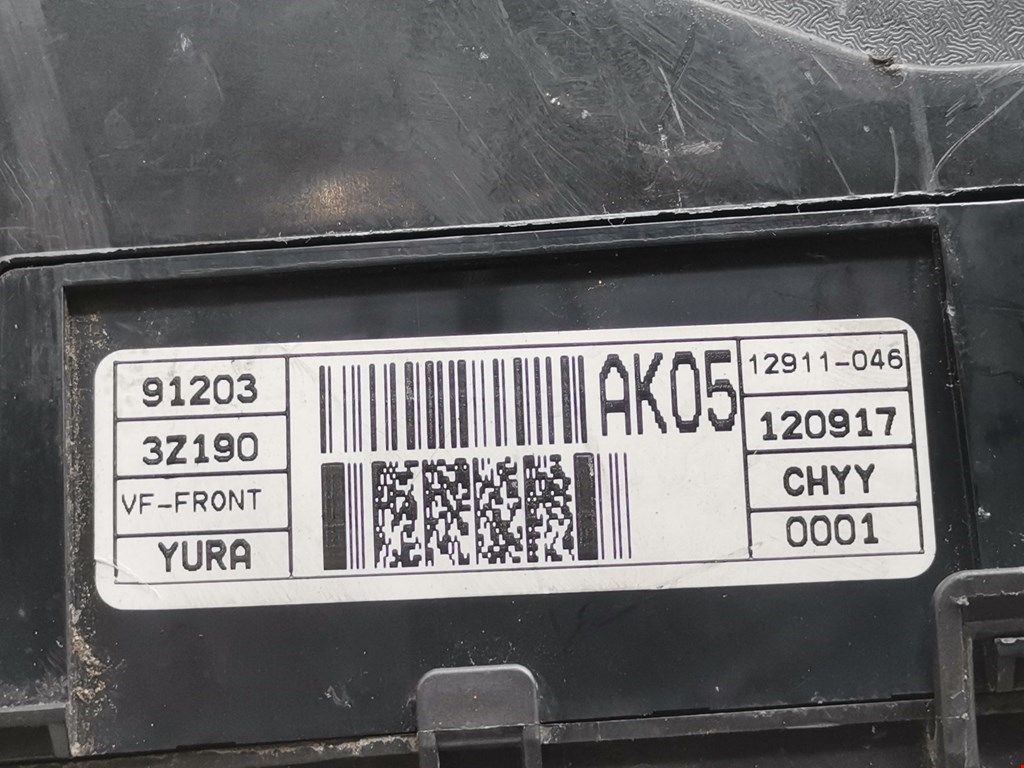 91203
3Z190
VF-FRONT
YURA
AK05
12911-046
120917
CHYY
0001